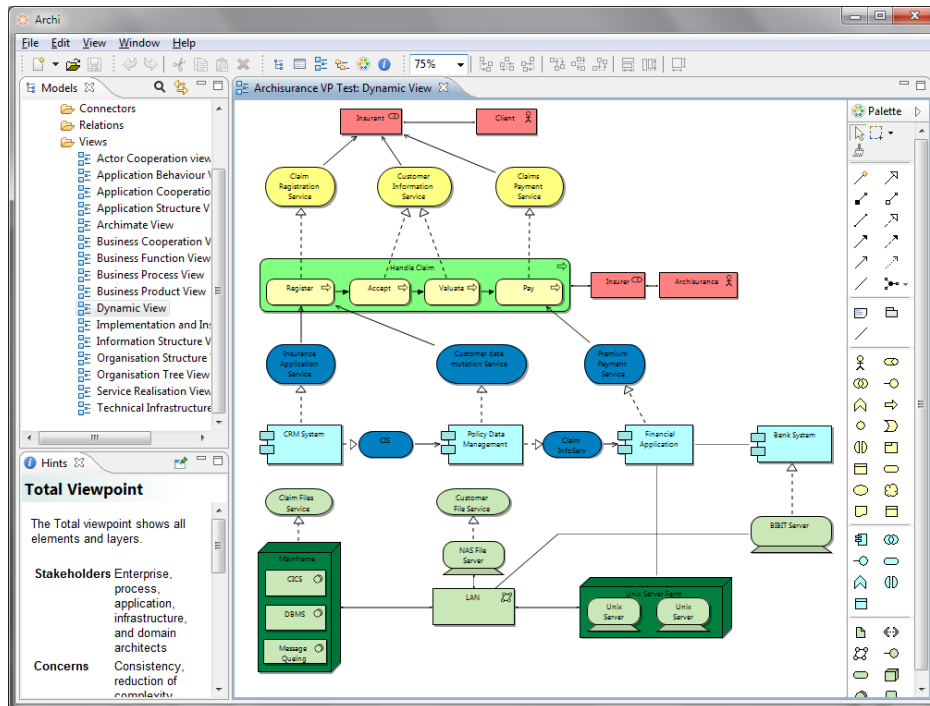 Archi
File Edit View Window Help
75%
Models
Connectors
Relations
Views
Actor Cooperation view
Application Behaviour V
Application Cooperatio
Application Structure V
Archimate View
Business Cooperation V
Business Function View
Business Process View
Business Product View
Dynamic View
Implementation and Ins
Information Structure V
Organisation Structure
Organisation Tree View
Service Realisation View
Technical Infrastructure
Hints
Total Viewpoint
The Total viewpoint shows all
elements and layers.
Stakeholders Enterprise,
process,
application,
infrastructure,
and domain
architects
Concerns Consistency,
reduction of
complexity
Archisurance VP Test: Dynamic View
Insurant
Client
Claim
Registration
Service
Customer
Information
Service
Claims
Payment
Service
Handle Claim
Register
Accept
Valuate
Pay
Insurer
Archisurance
Insurance
Application
Service
Customer data
mutation Service
Premium
Payment
Service
CRM System
CIS
Policy Data
Management
Claim
InfoServ
Financial
Application
Bank System
Claim Files
Service
Customer
File Service
BIBIT Server
Mainframe
CICS
DBMS
Message
Queing
NAS File
Server
LAN
Unix Server Farm
Unix
Server
Unix
Server
Palette